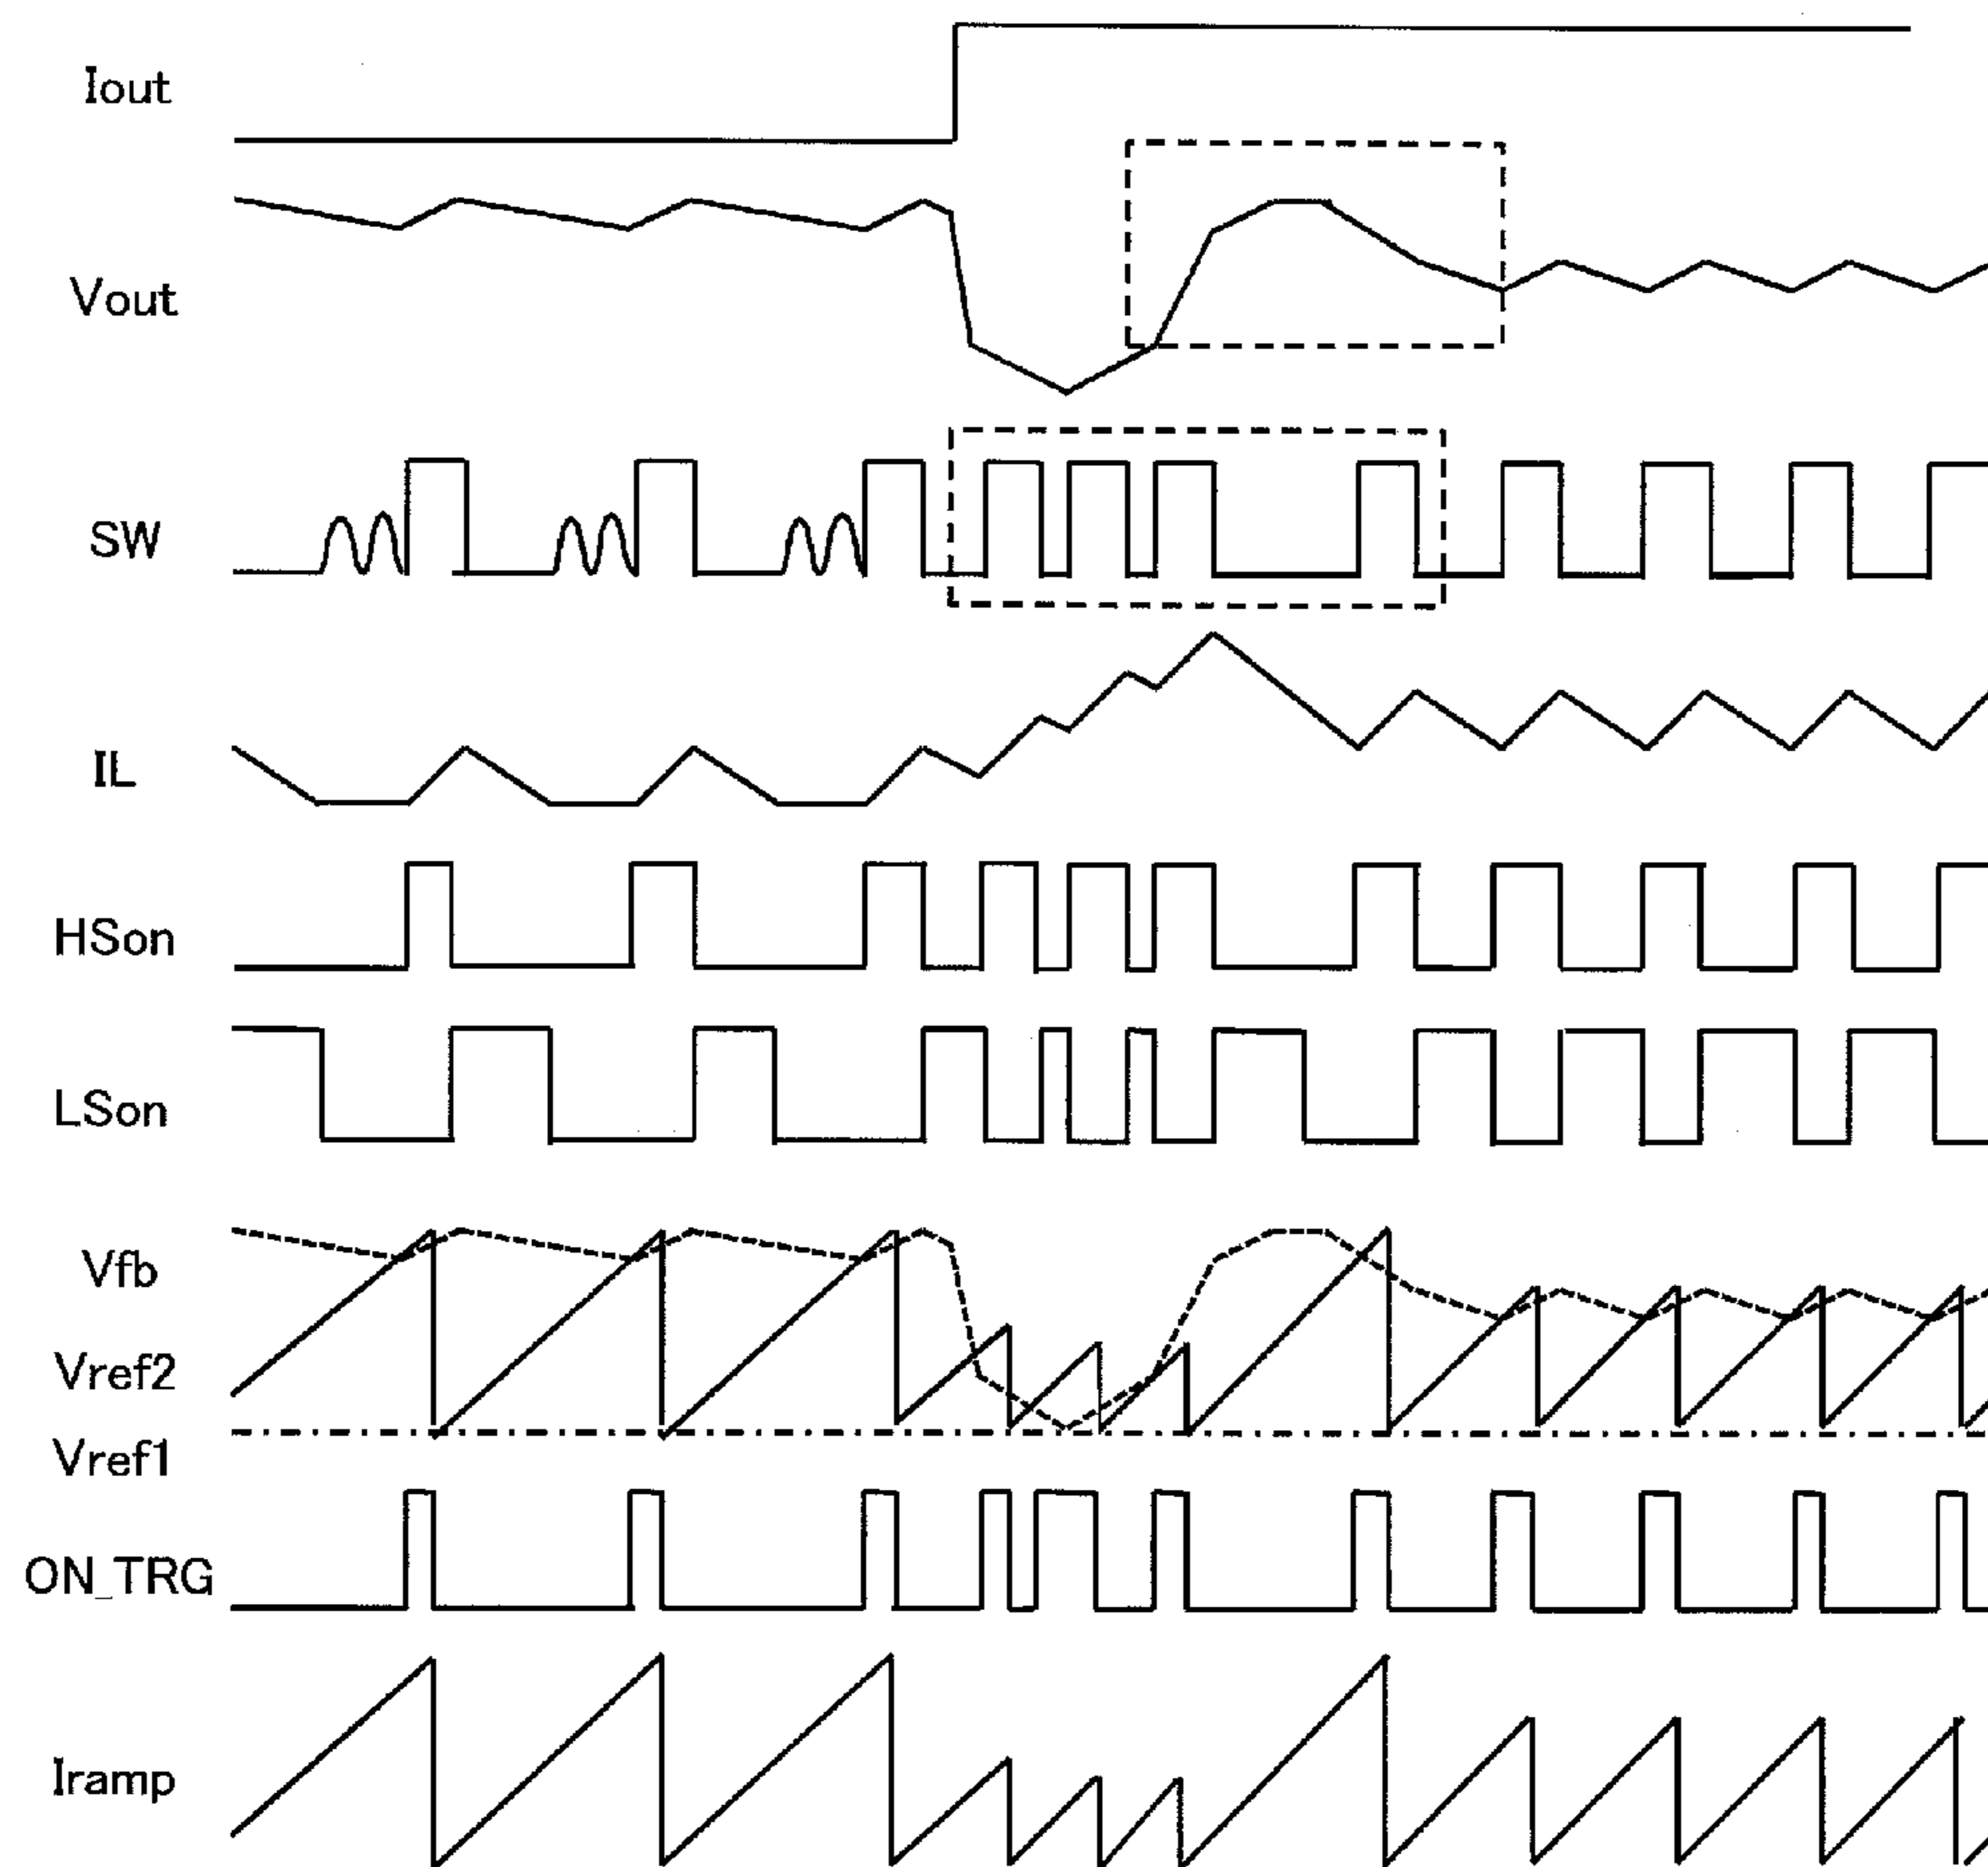 Iout
Vout
SW
IL
HSon
LSon
Vfb
Vref2
Vref1
ON_TRG
Iramp